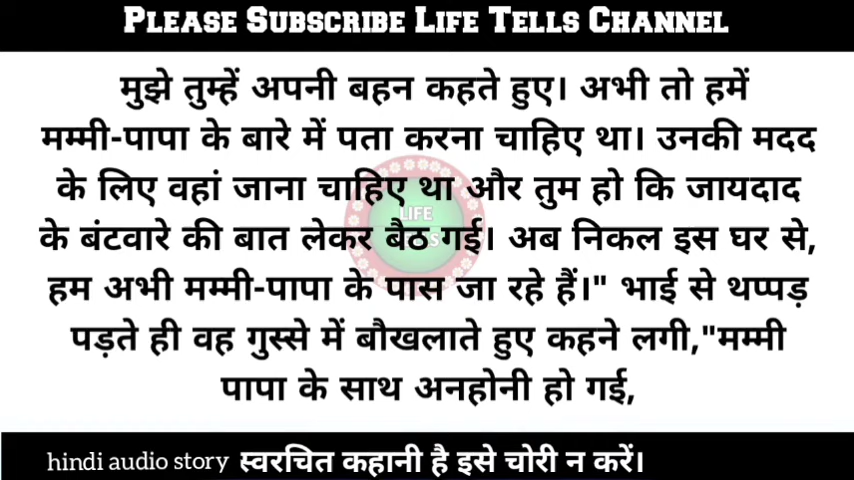 PLEASE SUBSCRIBE LIFE TELLS CHANNEL
मुझे तुम्हें अपनी बहन कहते हुए। अभी तो हमें
मम्मी-पापा के बारे में पता करना चाहिए था। उनकी मदद
के लिए वहां जाना चाहिए था और तुम हो कि जायदाद
LIFE
के बंटवारे की बात लेकर बैठ गई। अब निकल इस घर से,
हम अभी मम्मी-पापा के पास जा रहे हैं।" भाई से थप्पड़
पड़ते ही वह गुस्से में बौखलाते हुए कहने लगी,"मम्मी
पापा के साथ अनहोनी हो गई,
hindi audio story स्वरचित कहानी है इसे चोरी न करें।